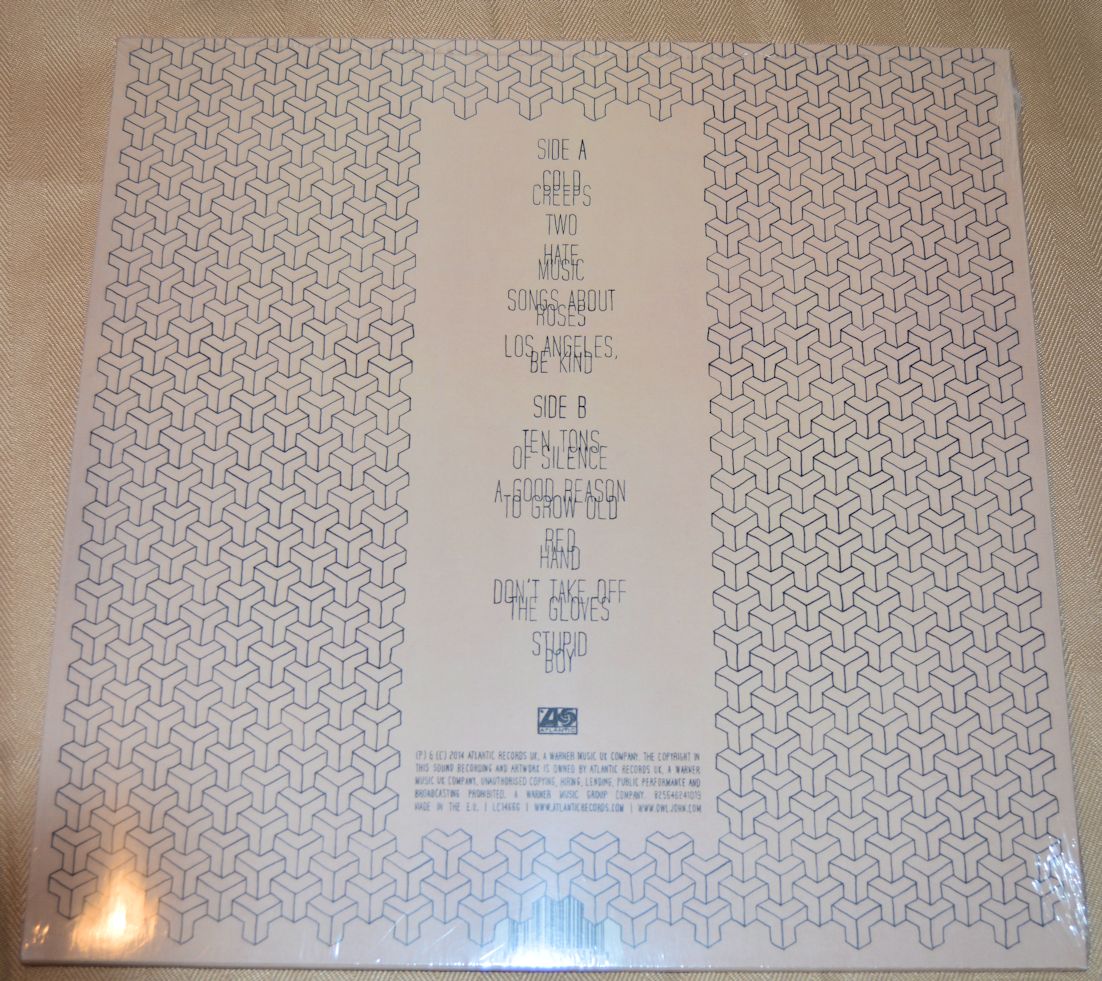 SIDE A
COLD
CREEPS
TWO
HATE
MUSIC
SONGS ABOUT
ROSES
LOS ANGELES,
BE KIND
SIDE B
TEN TONS
OF SILENCE
A GOOD REASON
TO GROW OLD
RED
HAND
DON'T TAKE OFF
THE GLOVES
STUPID
BOY
ATLANTIC
(P) & (C) 2014 ATLANTIC RECORDS UK, A WARNER MUSIC UK COMPANY. THE COPYRIGHT IN
THIS SOUND RECORDING AND ARTWORK IS OWNED BY ATLANTIC RECORDS UK, A WARNER
MUSIC UK COMPANY, UNAUTHORISED COPYING, HIRING, LENDING, PUBLIC PERFORMANCE AND
BROADCASTING PROHIBITED. A WARNER MUSIC GROUP COMPANY. 825646241019
MADE IN THE E.U. | LC14666 | WWW.ATLANTICRECORDS.COM | WWW.OWLJOHN.COM